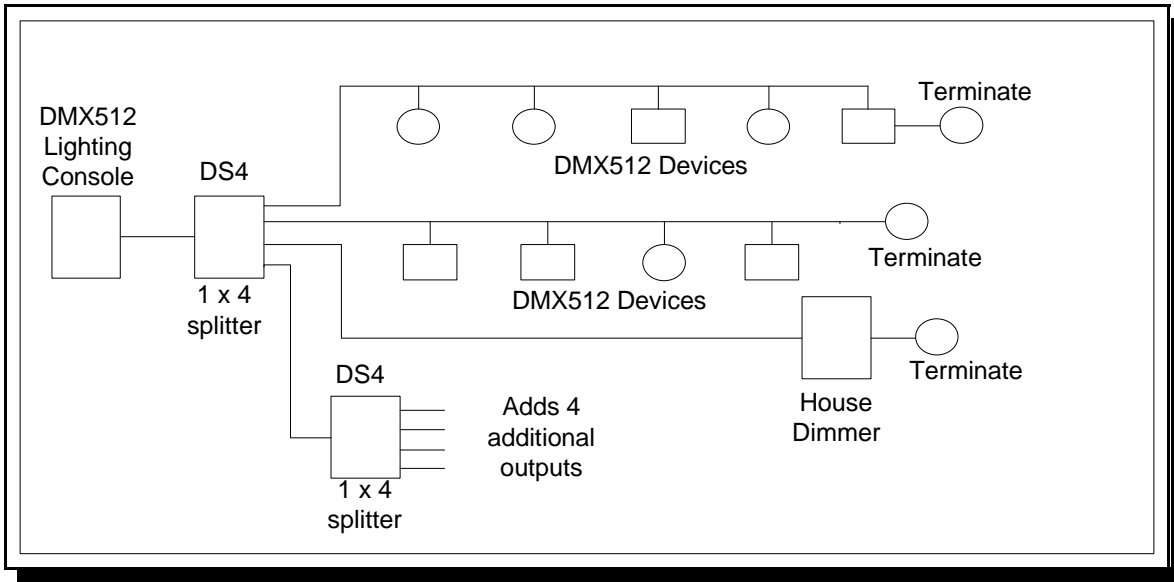 DMX512
Lighting
Console
DS4
1 x 4
splitter
Terminate
DMX512 Devices
Terminate
DMX512 Devices
Terminate
House
Dimmer
DS4
1 x 4
splitter
Adds 4
additional
outputs